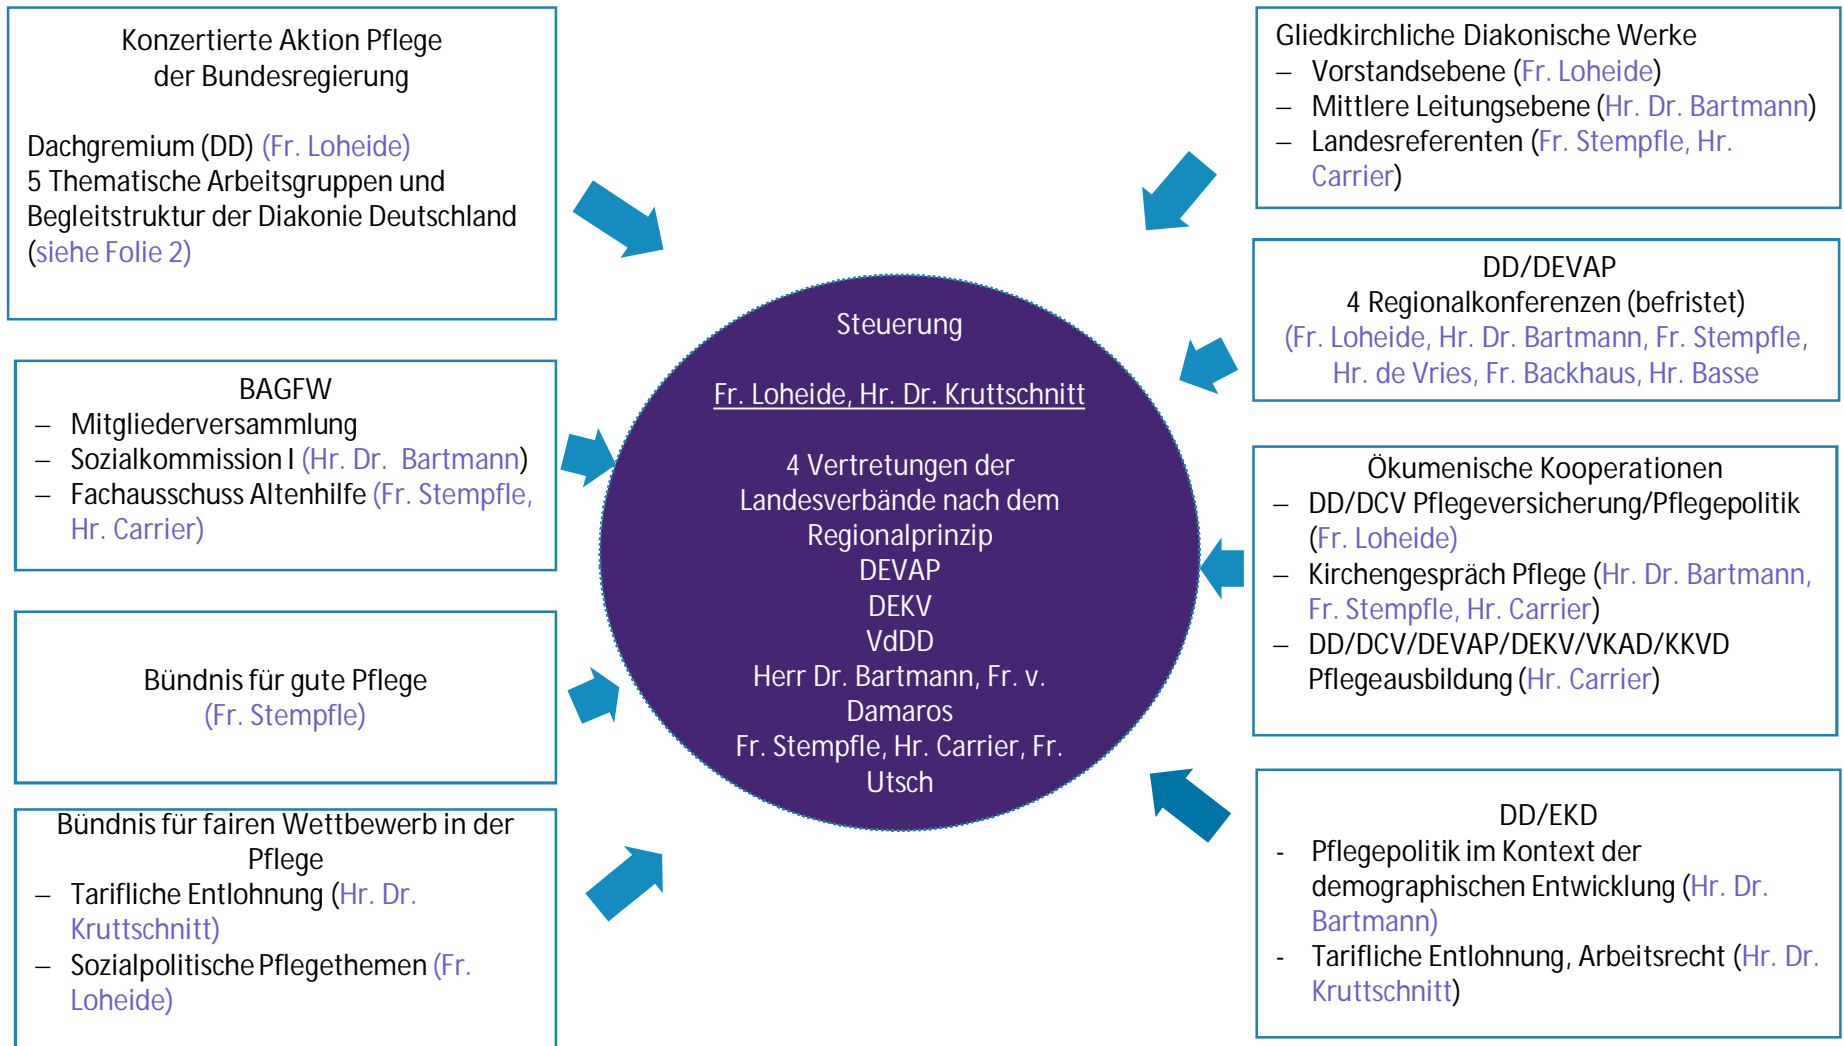 Konzertierte Aktion Pflege
der Bundesregierung
Dachgremium (DD) (Fr. Loheide)
5 Thematische Arbeitsgruppen und
Begleitstruktur der Diakonie Deutschland
(siehe Folie 2)
BAGFW
– Mitgliederversammlung
– Sozialkommission I (Hr. Dr. Bartmann)
– Fachausschuss Altenhilfe (Fr. Stempfle,
Hr. Carrier)
Bündnis für gute Pflege
(Fr. Stempfle)
Bündnis für fairen Wettbewerb in der
Pflege
– Tarifliche Entlohnung (Hr. Dr.
Kruttschnitt)
– Sozialpolitische Pflegethemen (Fr.
Loheide)
Steuerung
Fr. Loheide, Hr. Dr. Kruttschnitt
4 Vertretungen der
Landesverbände nach dem
Regionalprinzip
DEVAP
DEKV
VdDD
Herr Dr. Bartmann, Fr. v.
Damaros
Fr. Stempfle, Hr. Carrier, Fr.
Utsch
Gliedkirchliche Diakonische Werke
– Vorstandsebene (Fr. Loheide)
– Mittlere Leitungsebene (Hr. Dr. Bartmann)
– Landesreferenten (Fr. Stempfle, Hr.
Carrier)
DD/DEVAP
4 Regionalkonferenzen (befristet)
(Fr. Loheide, Hr. Dr. Bartmann, Fr. Stempfle,
Hr. de Vries, Fr. Backhaus, Hr. Basse
Ökumenische Kooperationen
– DD/DCV Pflegeversicherung/Pflegepolitik
(Fr. Loheide)
– Kirchengespräch Pflege (Hr. Dr. Bartmann,
Fr. Stempfle, Hr. Carrier)
– DD/DCV/DEVAP/DEKV/VKAD/KKVD
Pflegeausbildung (Hr. Carrier)
DD/EKD
- Pflegepolitik im Kontext der
demographischen Entwicklung (Hr. Dr.
Bartmann)
- Tarifliche Entlohnung, Arbeitsrecht (Hr. Dr.
Kruttschnitt)